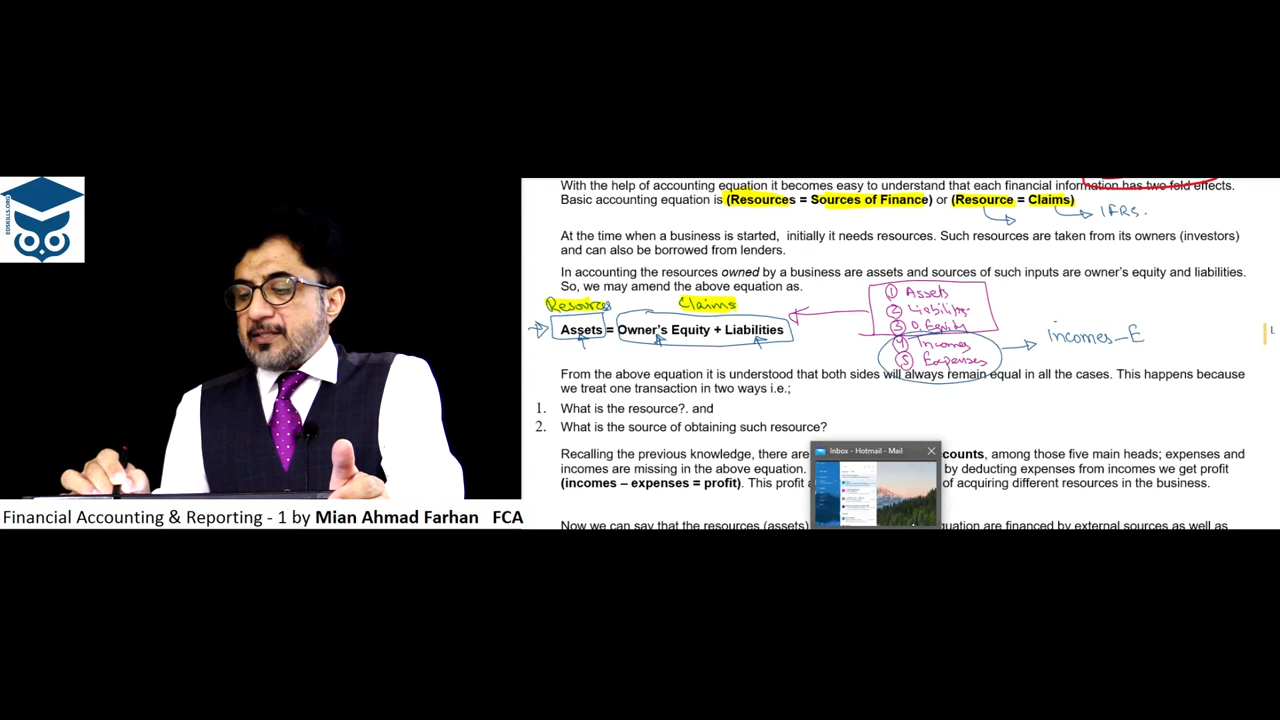 EDSKILLS.ORG
With the help of accounting equation it becomes easy to understand that each financial information has two fold effects.
Basic accounting equation is (Resources = Sources of Finance) or (Resource = Claims)
IFRS.
At the time when a business is started, initially it needs resources. Such resources are taken from its owners (investors)
and can also be borrowed from lenders.
In accounting the resources owned by a business are assets and sources of such inputs are owner's equity and liabilities.
So, we may amend the above equation as.
Resources Claims
Assets = Owner's Equity + Liabilities
1 Assets
2 Liability
3 O. Equity
4 Incomes
5 Expenses
incomes - E
From the above equation it is understood that both sides will always remain equal in all the cases. This happens because
we treat one transaction in two ways i.e.;
1. What is the resource?. and
2. What is the source of obtaining such resource?
Inbox - Hotmail - Mail
Recalling the previous knowledge, there are counts, among those five main heads; expenses and
incomes are missing in the above equation. by deducting expenses from incomes we get profit
(incomes – expenses = profit). This profit a of acquiring different resources in the business.
Now we can say that the resources (assets) equation are financed by external sources as well as
Financial Accounting & Reporting - 1 by Mian Ahmad Farhan FCA